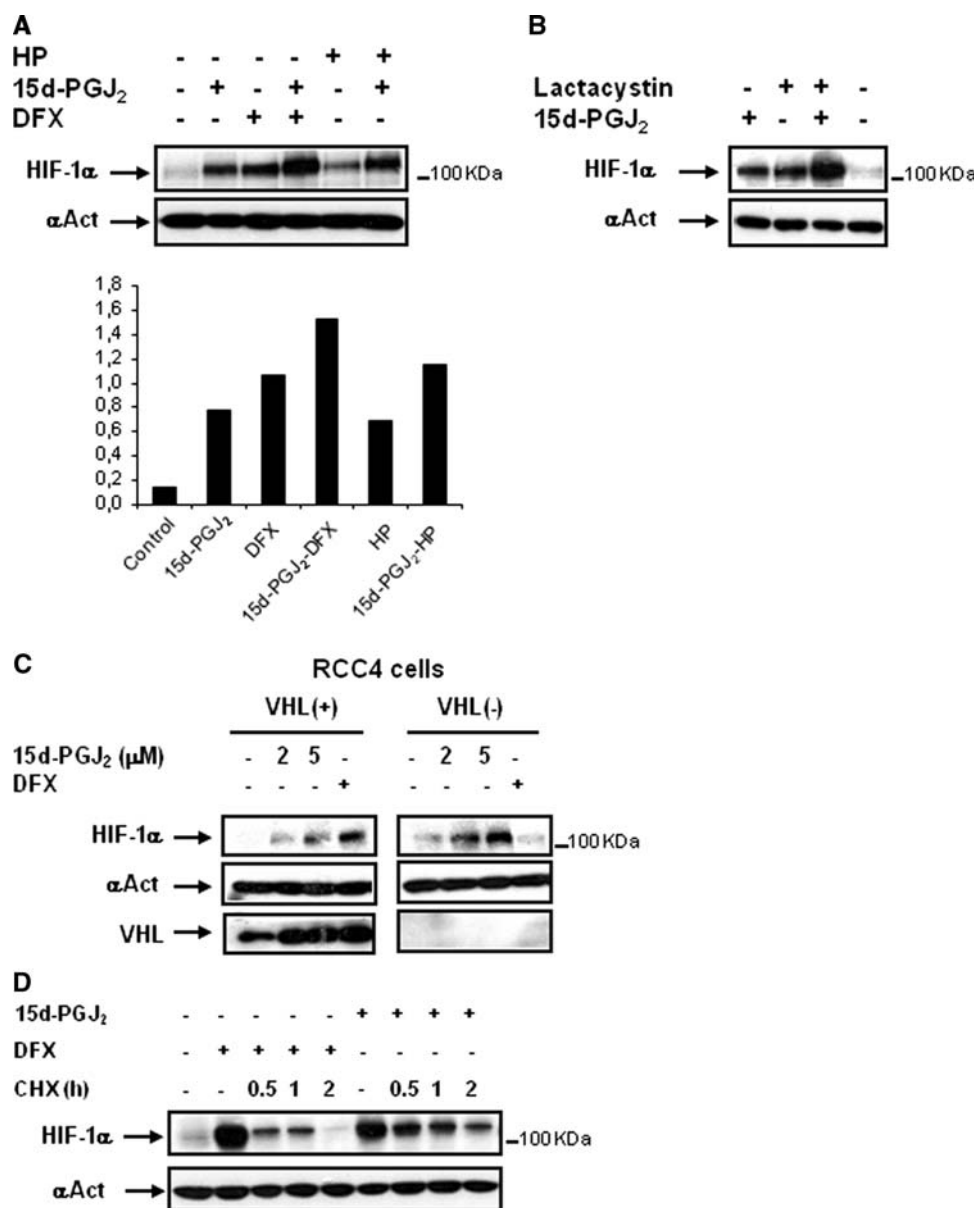 A
HP - - - - + +
15d-PGJ2 - + - + - +
DFX - - + + - -
HIF-1α
100 KDa
αAct
1,8
1,6
1,4
1,2
1,0
0,8
0,6
0,4
0,2
0,0
Control
15d-PGJ2
DFX
15d-PGJ2-DFX
HP
15d-PGJ2-HP
B
Lactacystin - + + -
15d-PGJ2 + - + -
HIF-1α
100 KDa
αAct
C
RCC4 cells
VHL (+) VHL (-)
15d-PGJ2 (μM) - 2 5 - - 2 5 -
DFX - - - + - - - +
HIF-1α
100 KDa
αAct
VHL
D
15d-PGJ2 - - - - - + + + +
DFX - + + + + - - - -
CHX (h) - - 0.5 1 2 - 0.5 1 2
HIF-1α
100 KDa
αAct